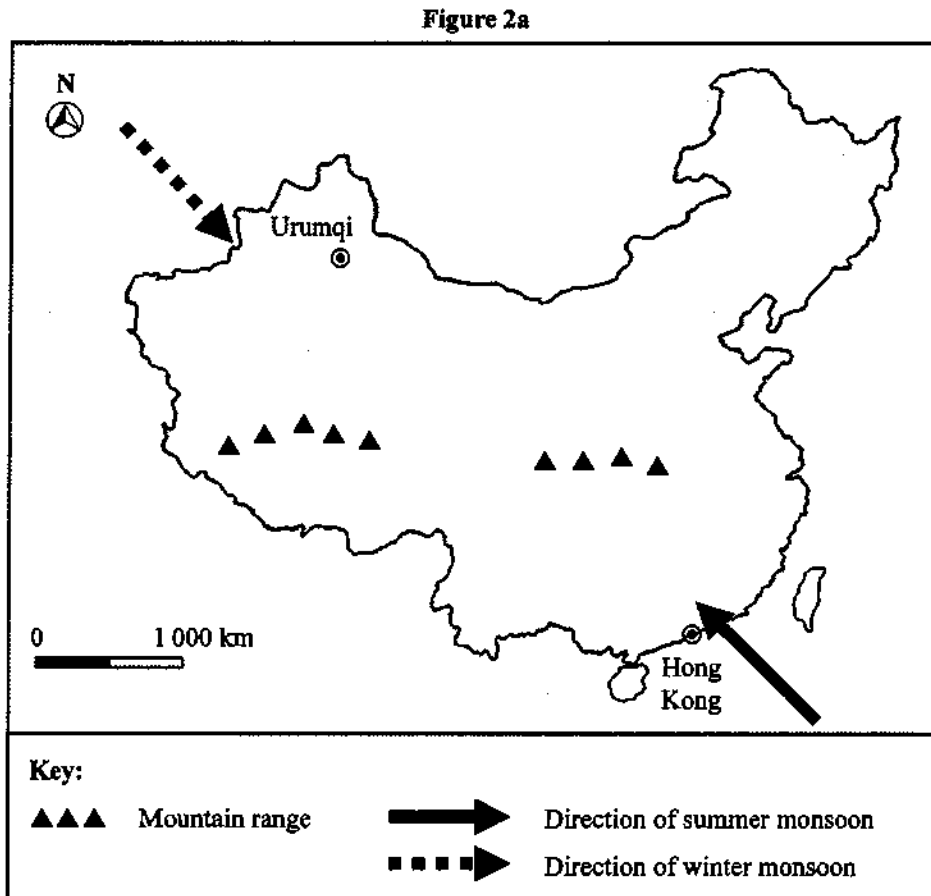 Figure 2a
N
Urumqi
0 1 000 km
Hong
Kong
Key:
Mountain range
Direction of summer monsoon
Direction of winter monsoon